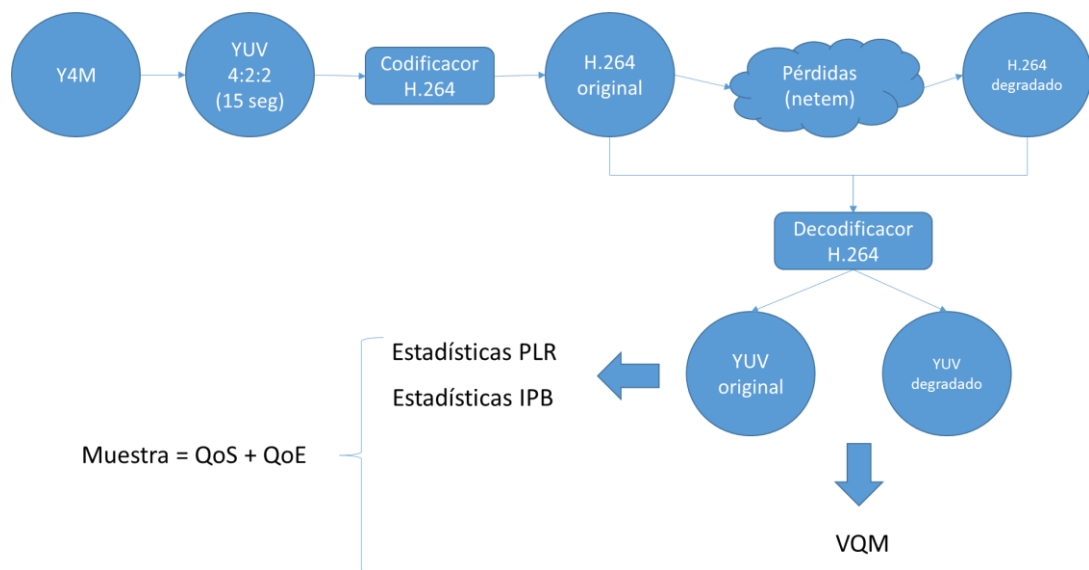 Y4M
YUV
4:2:2
(15 seg)
Codificacor
H.264
H.264
original
Pérdidas
(netem)
H.264
degradado
Decodificacor
H.264
YUV
original
YUV
degradado
Estadísticas PLR
Estadísticas IPB
Muestra = QoS + QoE
VQM